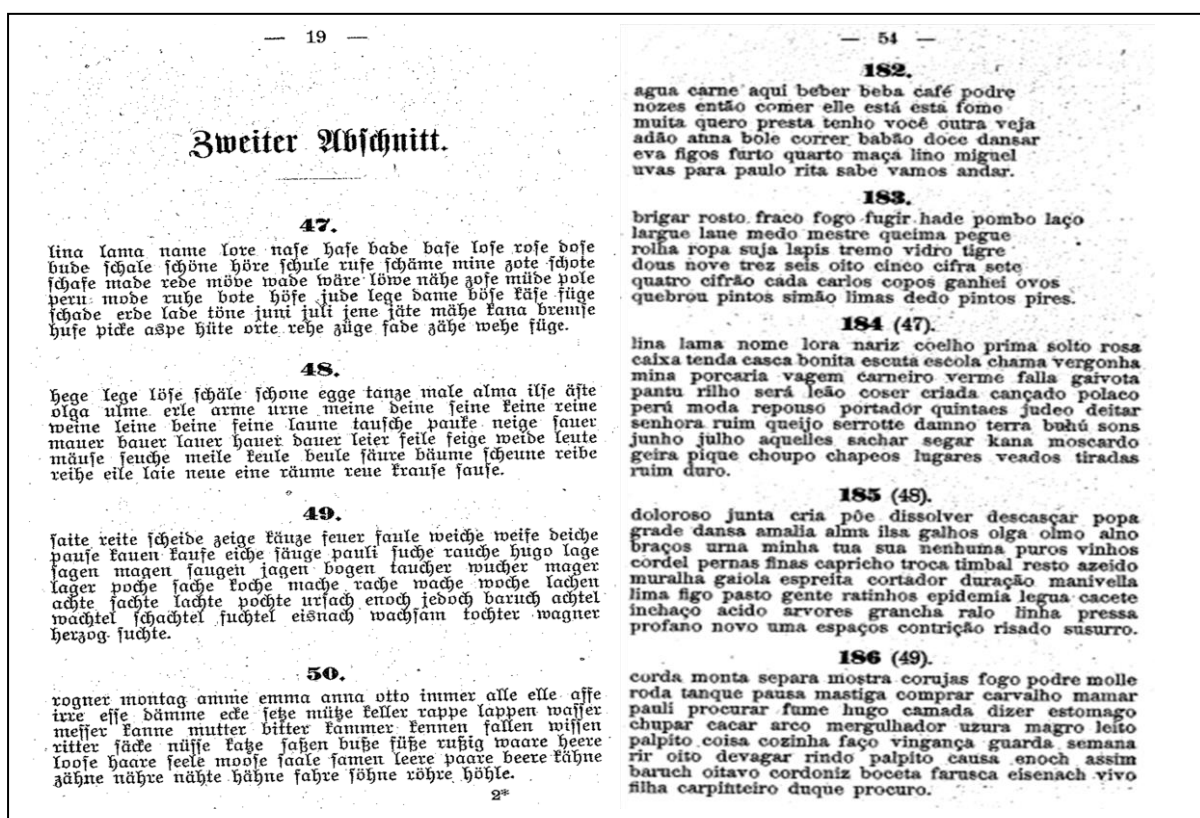 — 19 —
Zweiter Abschnitt.
47.
lina lama name lore nase hase bade base lose rose dose
bude schale schöne höre schule rufe schäme mine zote schote
schafe made rede möve wade wäre löwe nähe zofe müde pole
peru mode ruhe bote höfe jude lege dame böse käse füge
schade erde lade töne juni juli jene jäte mähe kana bremse
hufe picke aspe hüte orte rehe züge fade zähe wehe füge.
48.
hege lege löse schäle schone egge tanze male alma ilse äste
olga ulme erle arme urne meine deine seine keine reine
weine leine beine feine laune tausche pauke neige sauer
mauer bauer lauer hauer dauer leier feile feige weide leute
mäuse seuche meile keule beule säure bäume scheune reibe
reihe eile laie neue eine räume reue krause sause.
49.
saite reite scheide zeige käuze feuer faule weiche weise deiche
pause kauen kaufe eiche säuge pauli suche rauche hugo lage
sagen magen saugen jagen bogen taucher wucher mager
lager poche sache koche mache rache wache woche lachen
achte sachte lachte pochte ursach enoch jedoch baruch achtel
wachtel schachtel fuchtel eisnach wachsam tochter wagner
herzog suchte.
50.
rogner montag amme emma anna otto immer alle elle affe
irre esse dämme ecke setze mütze keller rappe lappen wasser
messer kanne mutter bitter kammer kennen fallen wissen
ritter säcke nüsse katze saßen buße füße rußig waare heere
loose haare seele moose saale samen leere paare beere kähne
zähne nähre nähte hähne fahre söhne röhre höhle.
2*
— 54 —
182.
agua carne aqui beber beba café podre
nozes então comer elle está esta fome
muita quero presta tenho você outra veja
adão anna bole correr babão doce dansar
eva figos furto quarto maçá lino miguel
uvas para paulo rita sabe vamos andar.
183.
brigar rosto fraco fogo fugir hade pombo laço
largue laue medo mestre queima pegue
rolha ropa suja lapis tremo vidro tigre
dous nove trez seis oito cinco cifra sete
quatro cifrão cada carlos copos ganhei ovos
quebrou pintos simão limas dedo pintos pires.
184 (47).
lina lama nome lora nariz coelho prima solto rosa
caixa tenda casca bonita escuta escola chama vergonha
mina porcaria vagem carneiro verme falla gaivota
pantu rilho será leão coser criada cançado polaco
perú moda repouso portador quintaes judeo deitar
senhora ruim queijo serrotte damno terra buhú sons
junho julho aquelles sachar segar kana moscardo
geira pique choupo chapeos lugares veados tiradas
ruim duro.
185 (48).
doloroso junta cria põe dissolver descasçar popa
grade dansa amalia alma ilsa galhos olga olmo alno
braços urna minha tua sua nenhuma puros vinhos
cordel pernas finas capricho troca timbal resto azeido
muralha gaiola espreita cortador duração manivella
lima figo pasto gente ratinhos epidemia legua cacete
inchaço acido arvores grancha ralo linha pressa
profano novo uma espaços contrição risado susurro.
186 (49).
corda monta separa mostra corujas fogo podre molle
roda tanque pausa mastiga comprar carvalho mamar
pauli procurar fume hugo camada dizer estomago
chupar cacar arco mergulhador uzura magro leito
palpito coisa cozinha faço vingança guarda semana
rir oito devagar rindo palpito causa enoch assim
baruch oitavo cordoniz boceta farusca eisenach vivo
filha carpinteiro duque procuro.